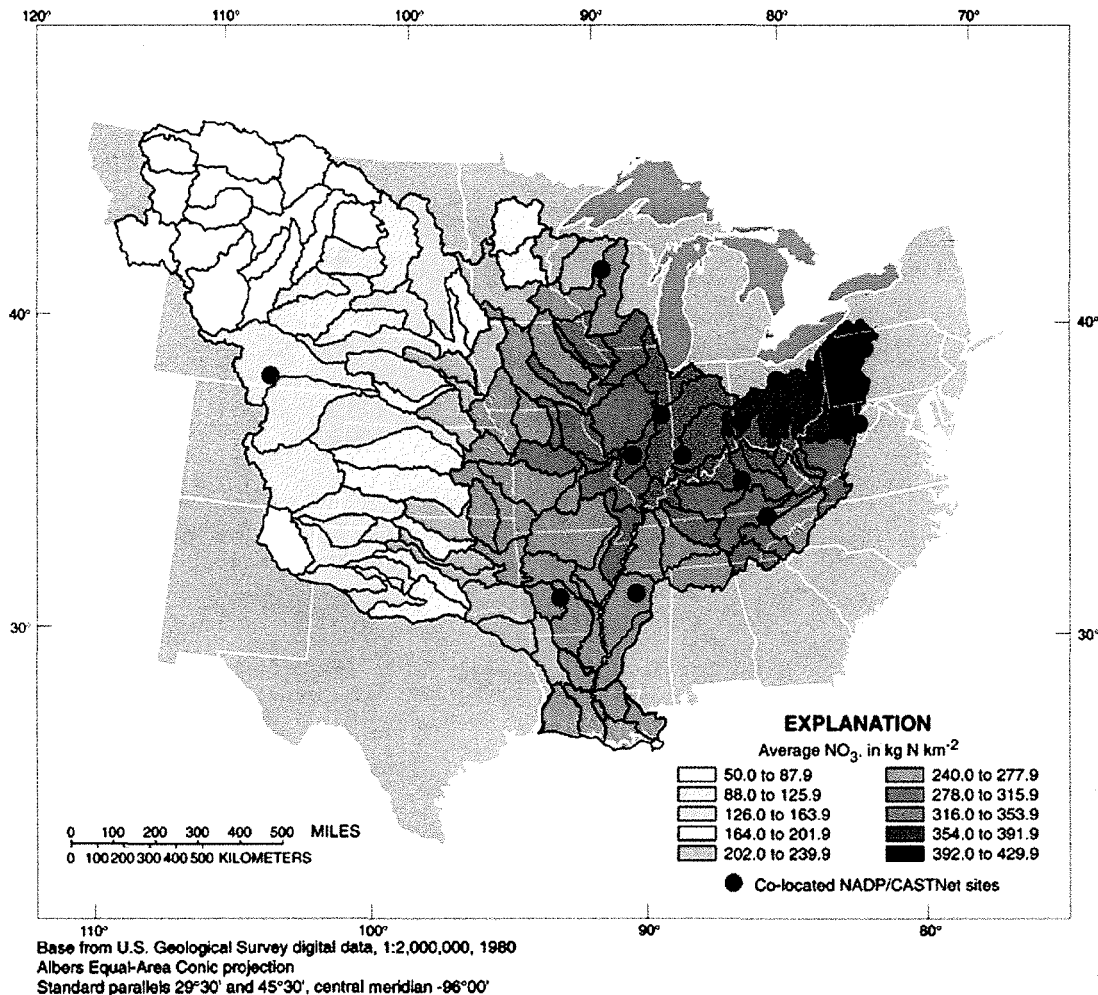 120° 110° 100° 90° 80° 70°
40° 40°
30° 30°
EXPLANATION
Average NO3, in kg N km-2
50.0 to 87.9 240.0 to 277.9
88.0 to 125.9 278.0 to 315.9
126.0 to 163.9 316.0 to 353.9
164.0 to 201.9 354.0 to 391.9
202.0 to 239.9 392.0 to 429.9
Co-located NADP/CASTNet sites
0 100 200 300 400 500 MILES
0 100 200 300 400 500 KILOMETERS
110° 100° 90° 80°
Base from U.S. Geological Survey digital data, 1:2,000,000, 1980
Albers Equal-Area Conic projection
Standard parallels 29°30' and 45°30', central meridian -96°00'